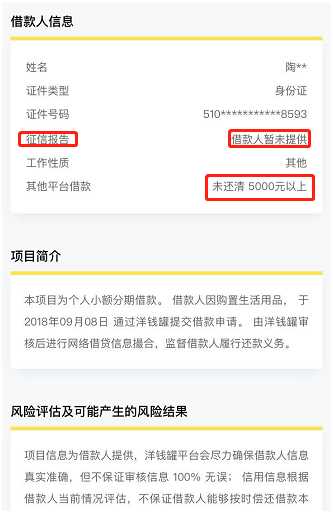 借款人信息
姓名 陶**
证件类型 身份证
证件号码 510***********8593
征信报告 借款人暂未提供
工作性质 其他
其他平台借款 未还清 5000元以上
项目简介
本项目为个人小额分期借款。 借款人因购置生活用品， 于
2018年09月08日 通过洋钱罐提交借款申请。 由洋钱罐审
核后进行网络借贷信息撮合，监督借款人履行还款义务。
风险评估及可能产生的风险结果
项目信息为借款人提供，洋钱罐平台会尽力确保借款人信息
真实准确，但不保证审核信息 100% 无误； 信用信息根据
借款人当前情况评估，不保证借款人能够按时偿还借款本